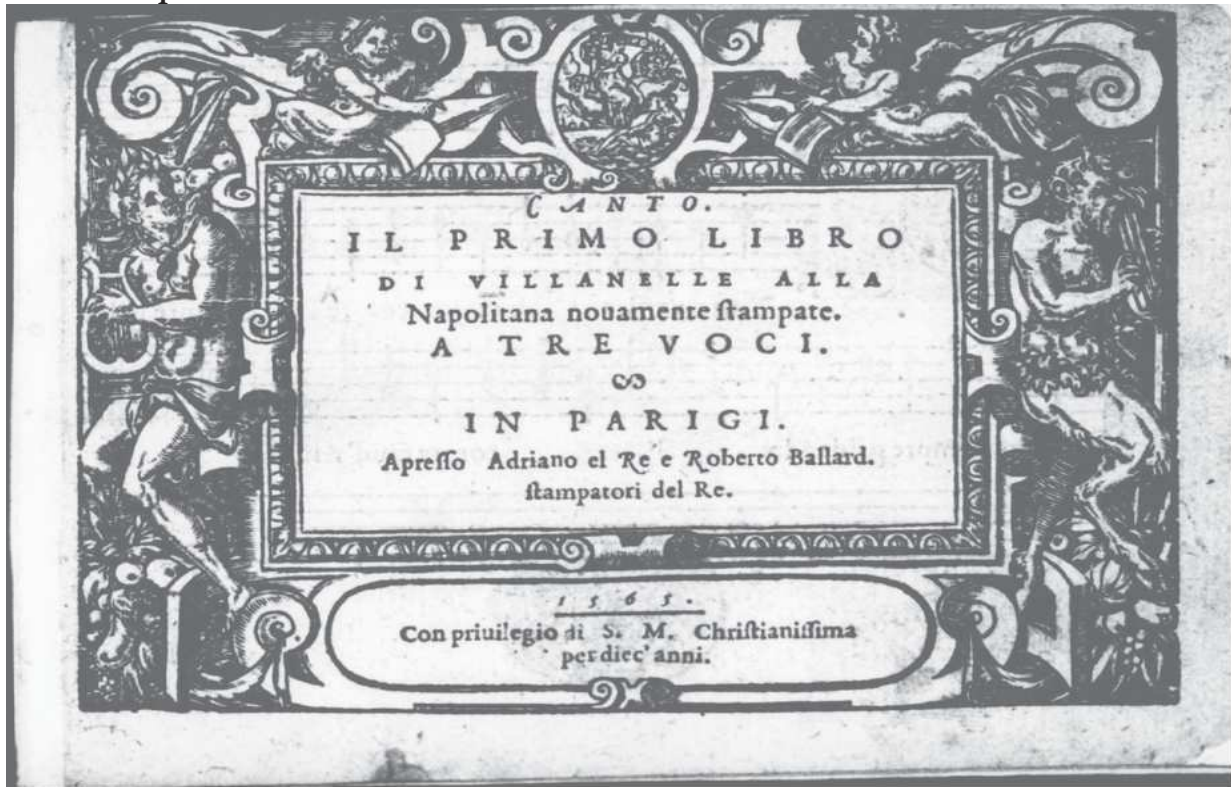 CANTO.
IL PRIMO LIBRO
DI VILLANELLE ALLA
Napolitana nouamente ſtampate.
A TRE VOCI.
IN PARIGI.
Apreſſo Adriano el Re e Roberto Ballard.
ſtampatori del Re.
1565.
Con priuilegio di S. M. Chriſtianiſſima
per diec' anni.